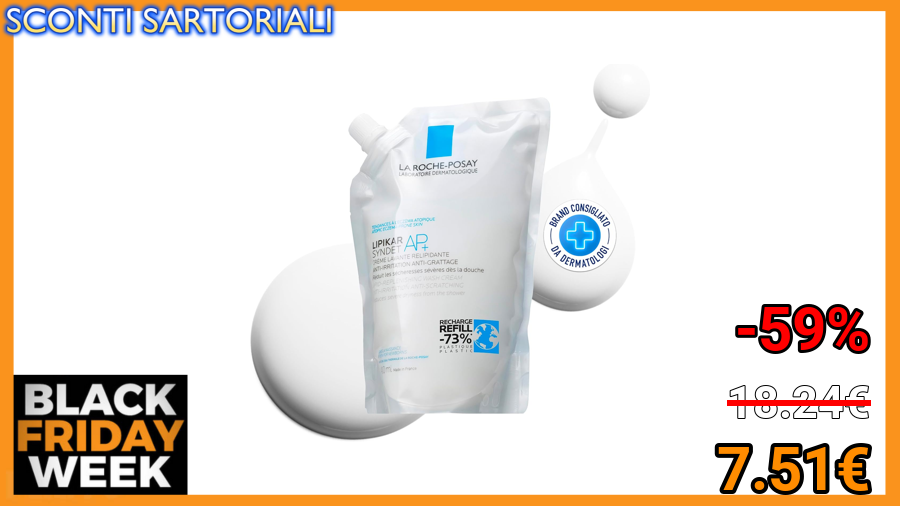 SCONTI SARTORIALI
LA ROCHE-POSAY
LABORATOIRE DERMATOLOGIQUE
LIPIKAR
SYNDET AP+
CRÈME LAVANTE RELIPIDANTE
ANTI-IRRITATION ANTI-GRATTAGE
RECHARGE
REFILL
-73%
PLASTIQUE
PLASTIC
BRAND CONSIGLIATO
DA DERMATOLOGI
-59%
18.24€
7.51€
BLACK
FRIDAY
WEEK